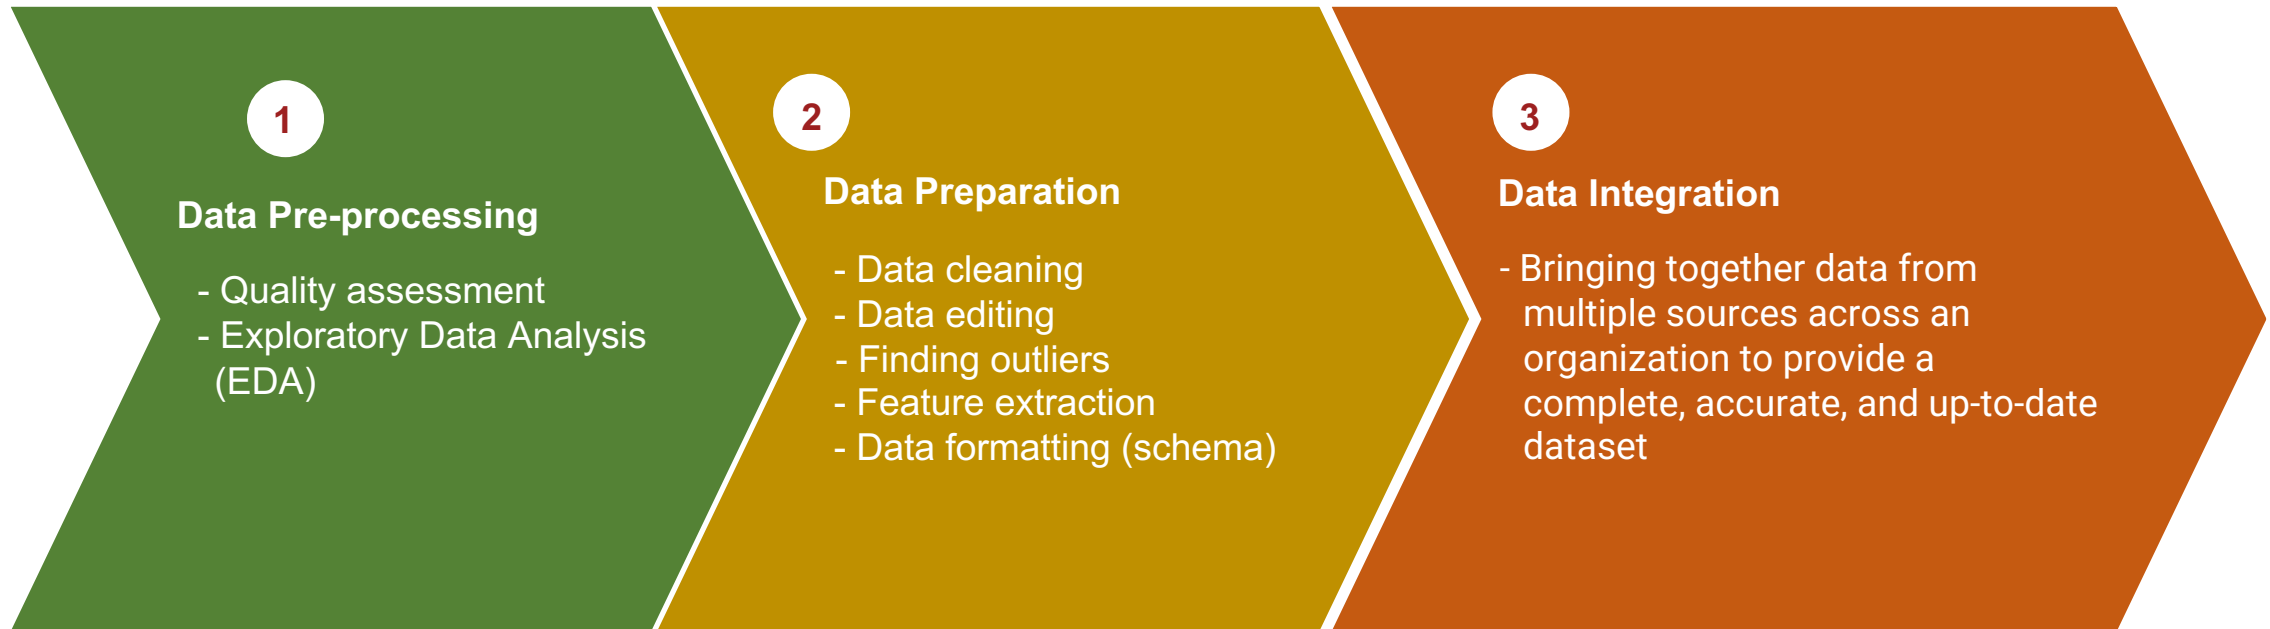 1
Data Pre-processing
- Quality assessment
- Exploratory Data Analysis
(EDA)
2
Data Preparation
- Data cleaning
- Data editing
- Finding outliers
- Feature extraction
- Data formatting (schema)
3
Data Integration
- Bringing together data from
multiple sources across an
organization to provide a
complete, accurate, and up-to-date
dataset